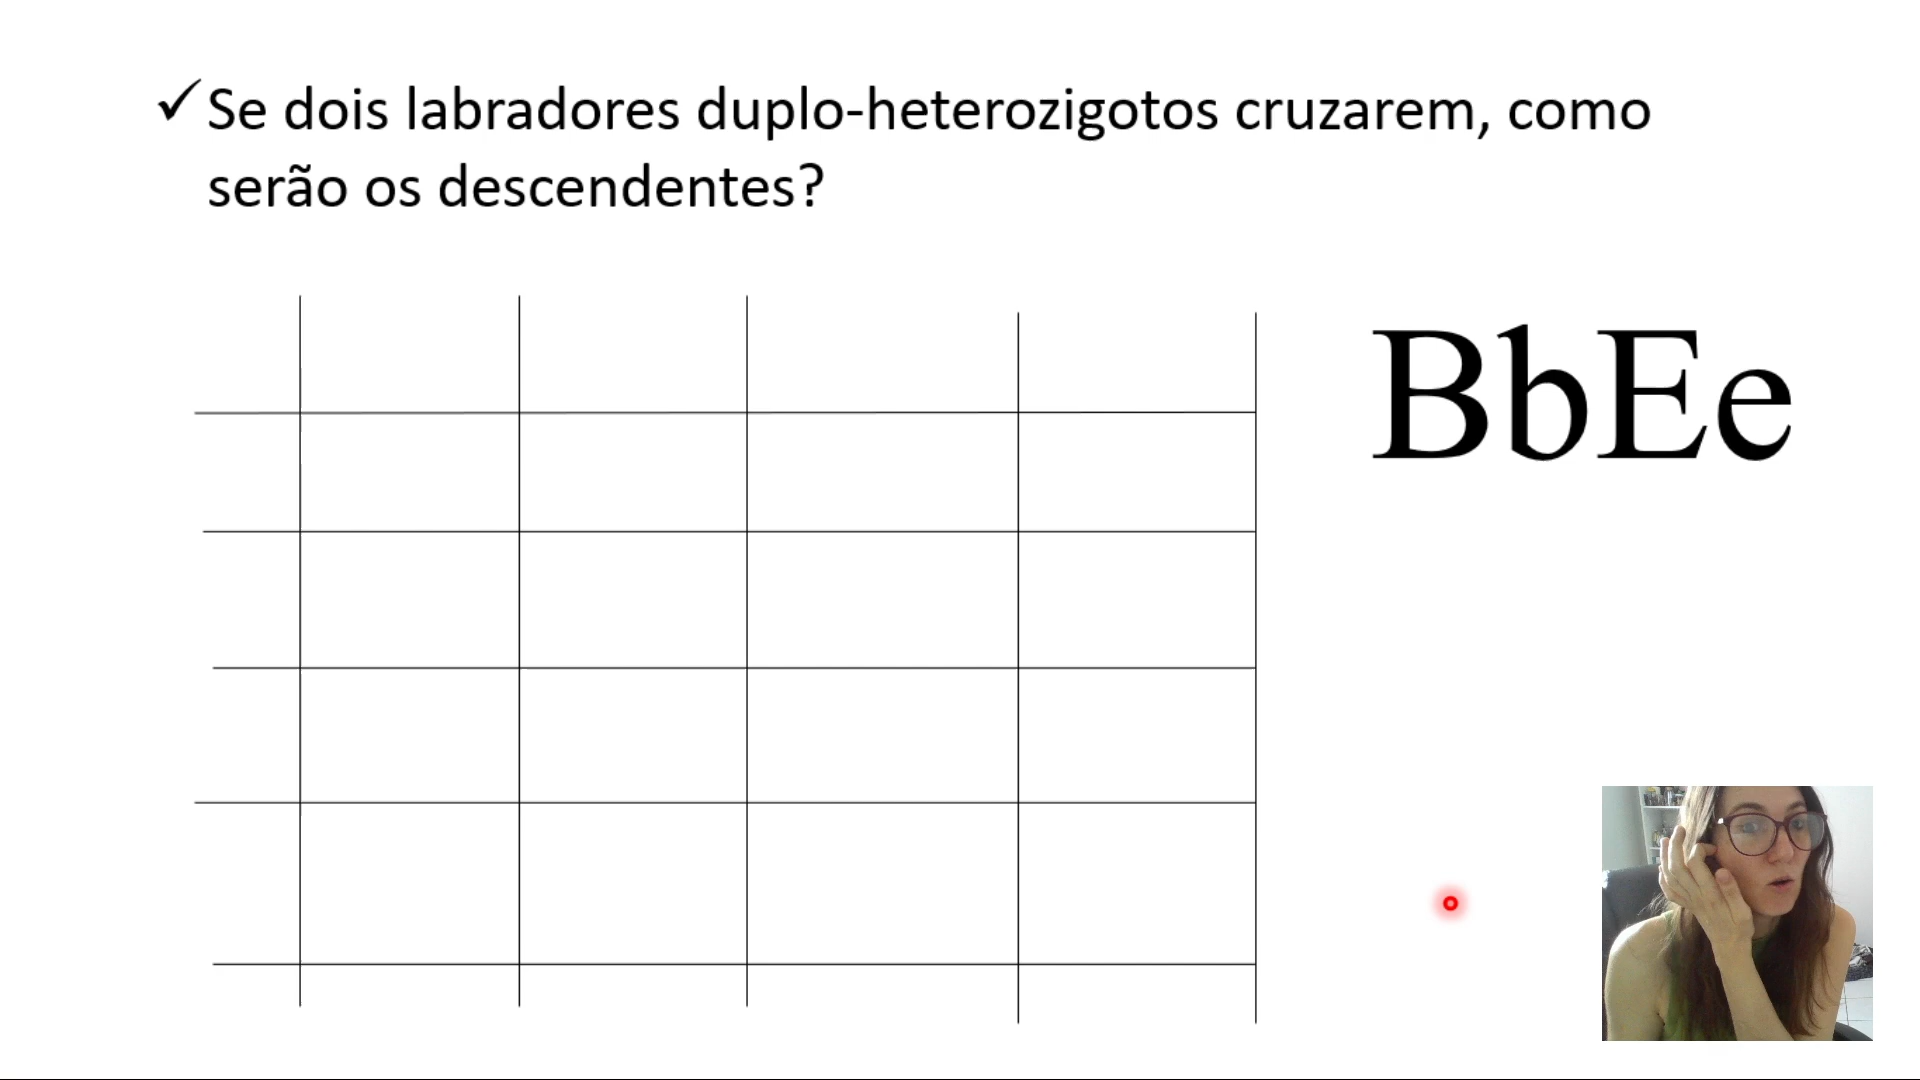 ✓Se dois labradores duplo-heterozigotos cruzarem, como
serão os descendentes?
BbEe